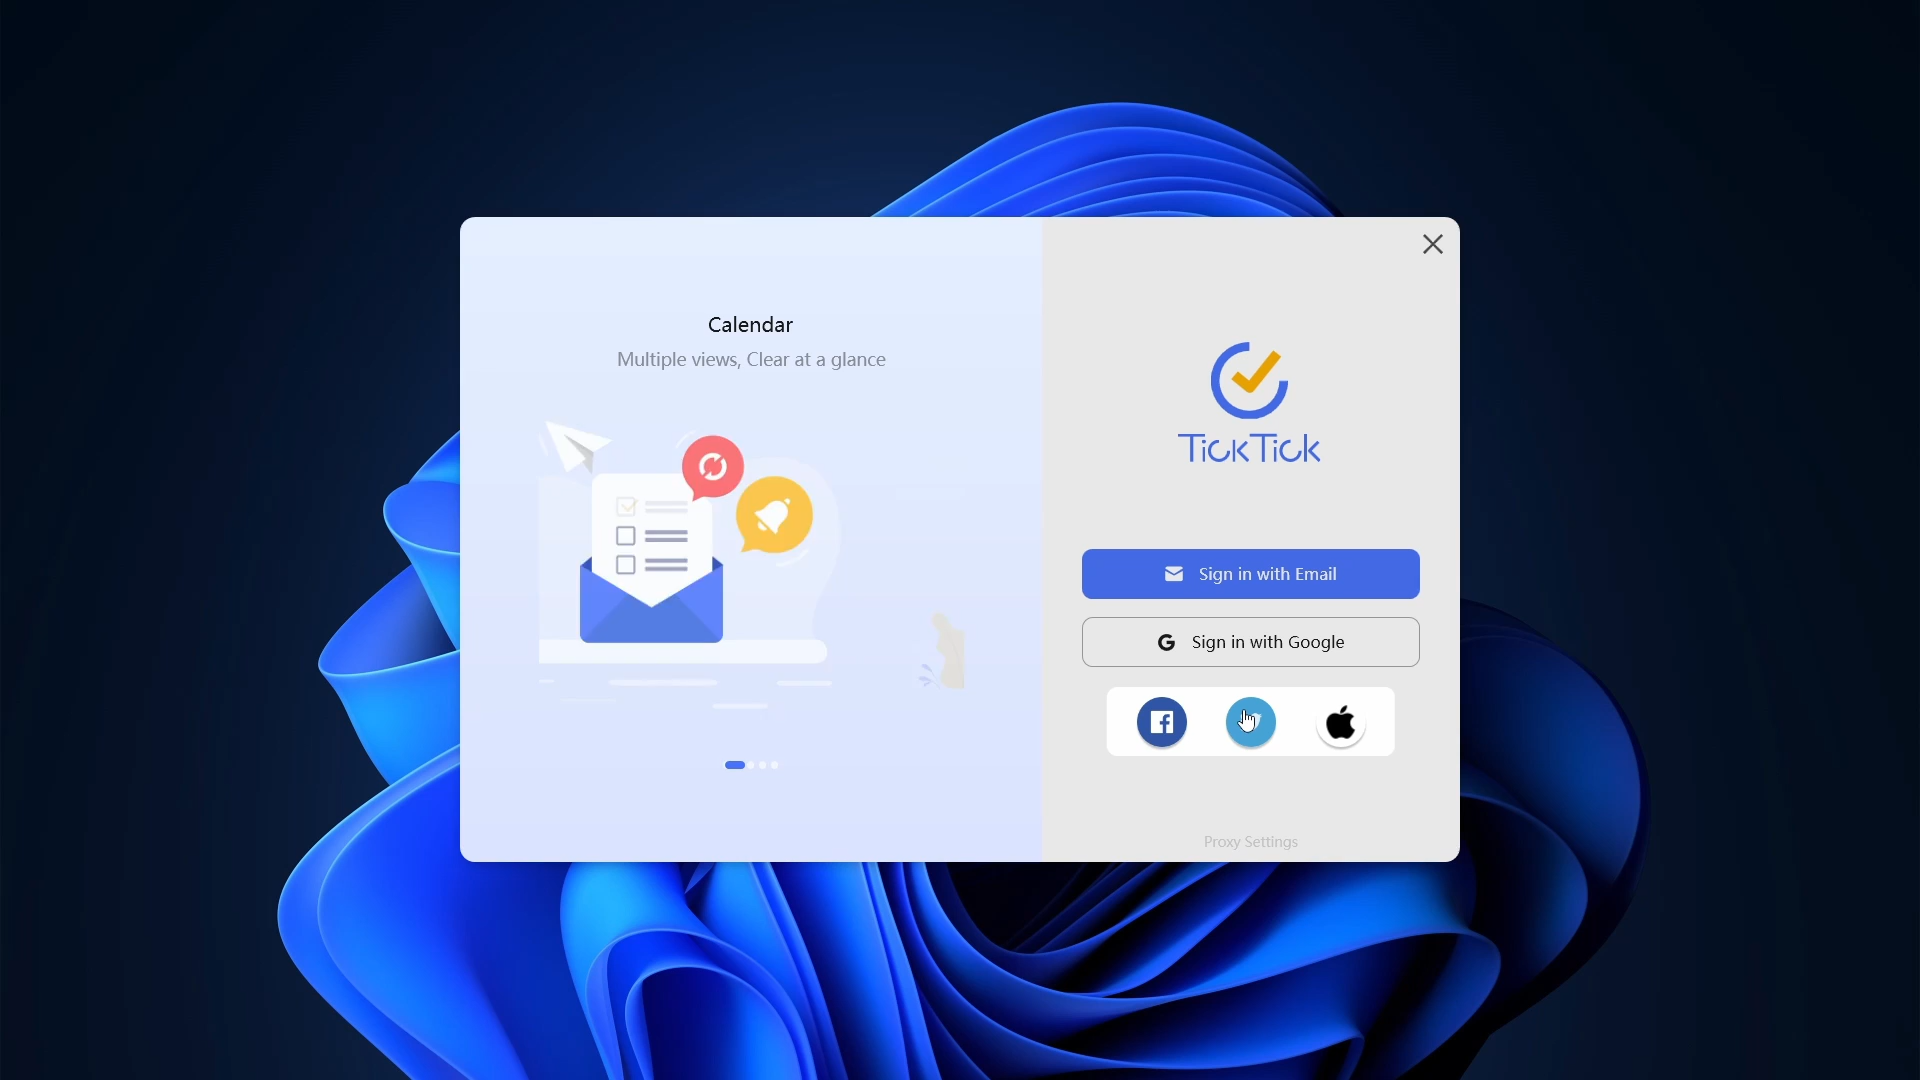 Calendar
Multiple views, Clear at a glance
TickTick
Sign in with Email
Sign in with Google
Proxy Settings